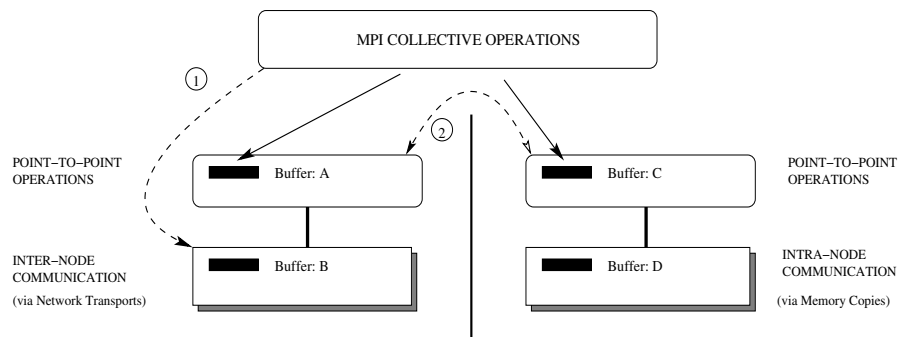 MPI COLLECTIVE OPERATIONS
1
2
POINT−TO−POINT
OPERATIONS
Buffer: A
Buffer: C
POINT−TO−POINT
OPERATIONS
INTER−NODE
COMMUNICATION
(via Network Transports)
Buffer: B
Buffer: D
INTRA−NODE
COMMUNICATION
(via Memory Copies)